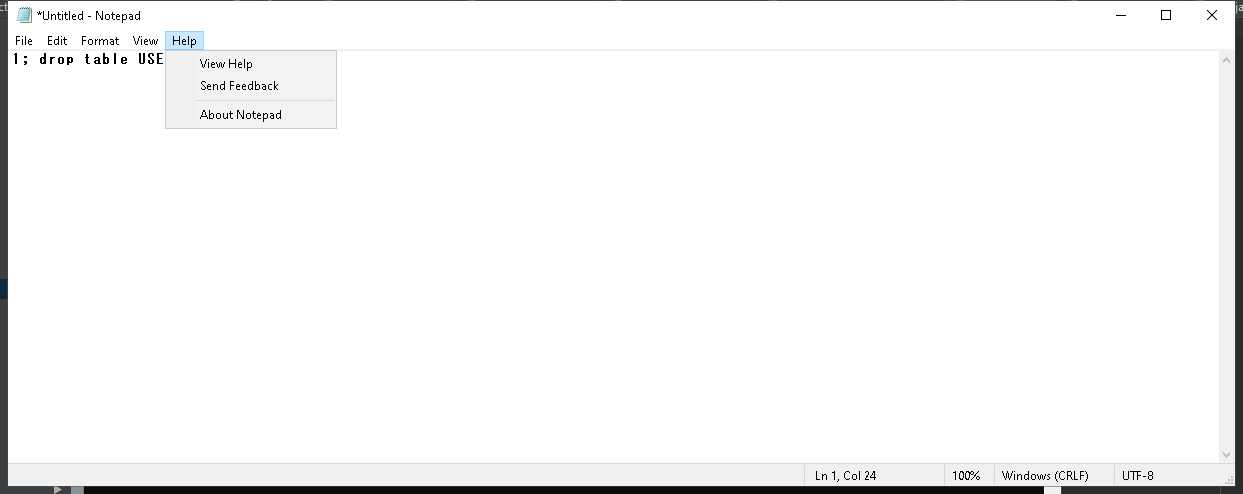 *Untitled - Notepad
File Edit Format View Help
1; drop table USE
View Help
Send Feedback
About Notepad
Ln 1, Col 24 100% Windows (CRLF) UTF-8